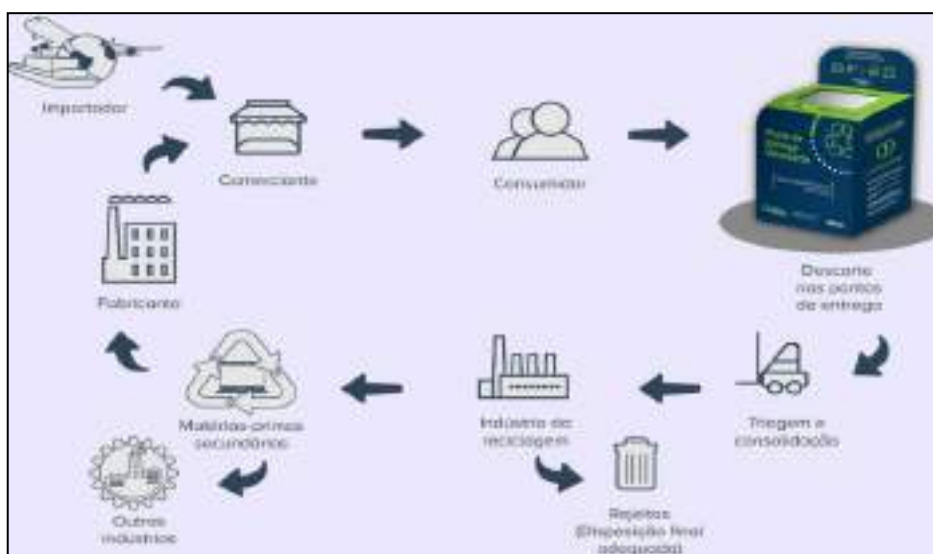 Importador
Comerciante
Consumidor
Fabricante
Descarte
nos pontos
de entrega
Matérias-primas
secundárias
Indústria de
reciclagem
Triagem e
consolidação
Outras
indústrias
Rejeitos
(Disposição final
adequada)